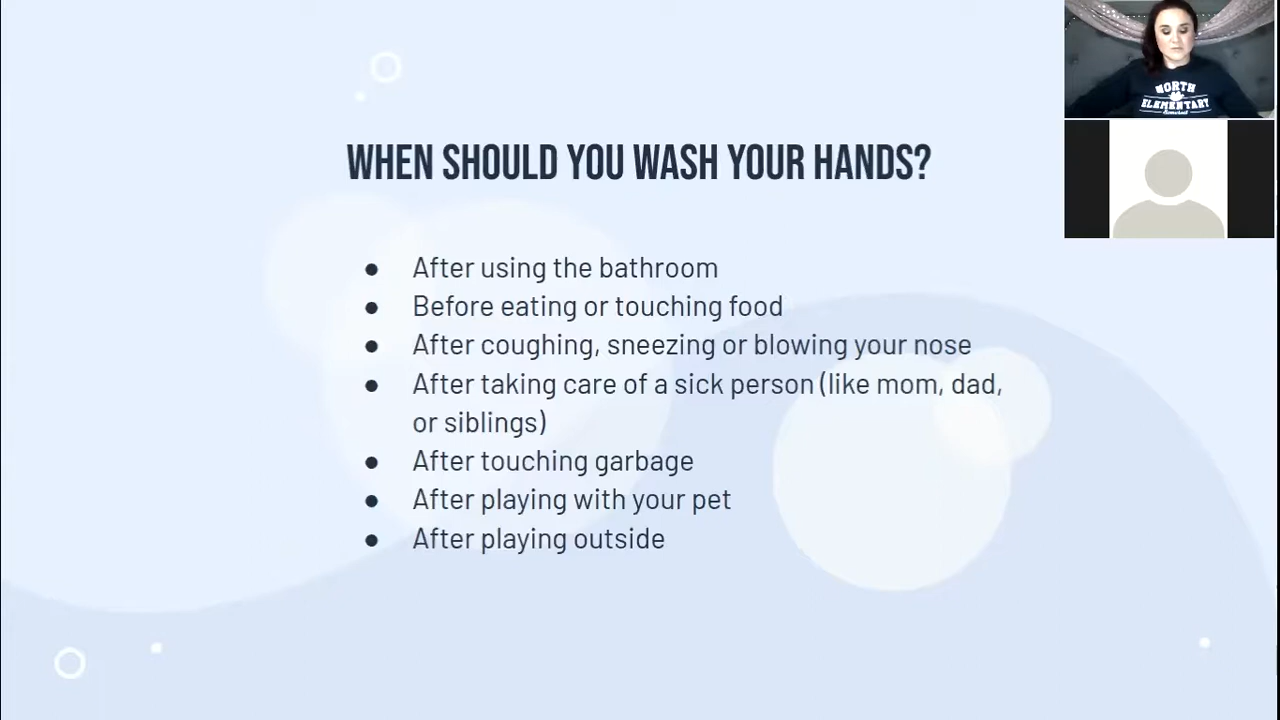 WHEN SHOULD YOU WASH YOUR HANDS?
● After using the bathroom
● Before eating or touching food
● After coughing, sneezing or blowing your nose
● After taking care of a sick person (like mom, dad,
or siblings)
● After touching garbage
● After playing with your pet
● After playing outside
NORTH
ELEMENTARY
Somerset